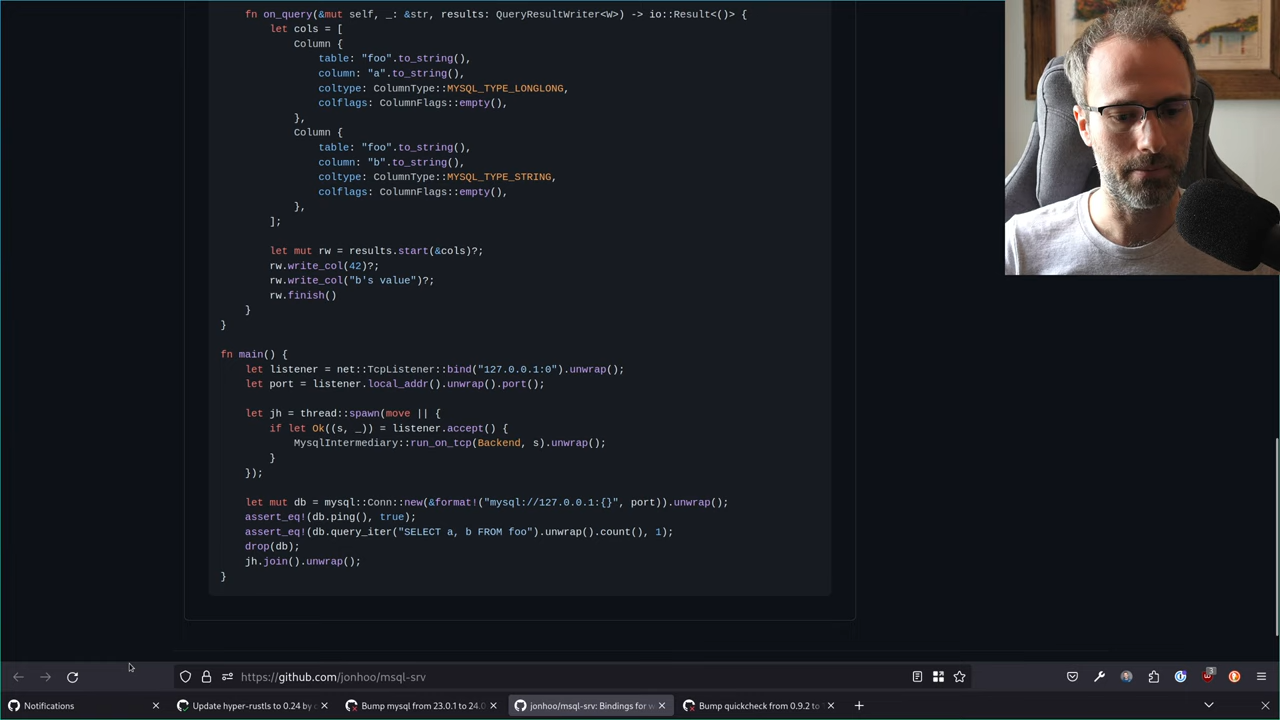 fn on_query(&mut self, _: &str, results: QueryResultWriter<W>) -> io::Result<()> {
let cols = [
Column {
table: "foo".to_string(),
column: "a".to_string(),
coltype: ColumnType::MYSQL_TYPE_LONGLONG,
colflags: ColumnFlags::empty(),
},
Column {
table: "foo".to_string(),
column: "b".to_string(),
coltype: ColumnType::MYSQL_TYPE_STRING,
colflags: ColumnFlags::empty(),
},
];
let mut rw = results.start(&cols)?;
rw.write_col(42)?;
rw.write_col("b's value")?;
rw.finish()
}
}
fn main() {
let listener = net::TcpListener::bind("127.0.0.1:0").unwrap();
let port = listener.local_addr().unwrap().port();
let jh = thread::spawn(move || {
if let Ok((s, _)) = listener.accept() {
MysqlIntermediary::run_on_tcp(Backend, s).unwrap();
}
});
let mut db = mysql::Conn::new(&format!("mysql://127.0.0.1:{}", port)).unwrap();
assert_eq!(db.ping(), true);
assert_eq!(db.query_iter("SELECT a, b FROM foo").unwrap().count(), 1);
drop(db);
jh.join().unwrap();
}
https://github.com/jonhoo/msql-srv
3
Notifications
Update hyper-rustls to 0.24 by
Bump mysql from 23.0.1 to 24.0
jonhoo/msql-srv: Bindings for
Bump quickcheck from 0.9.2 to